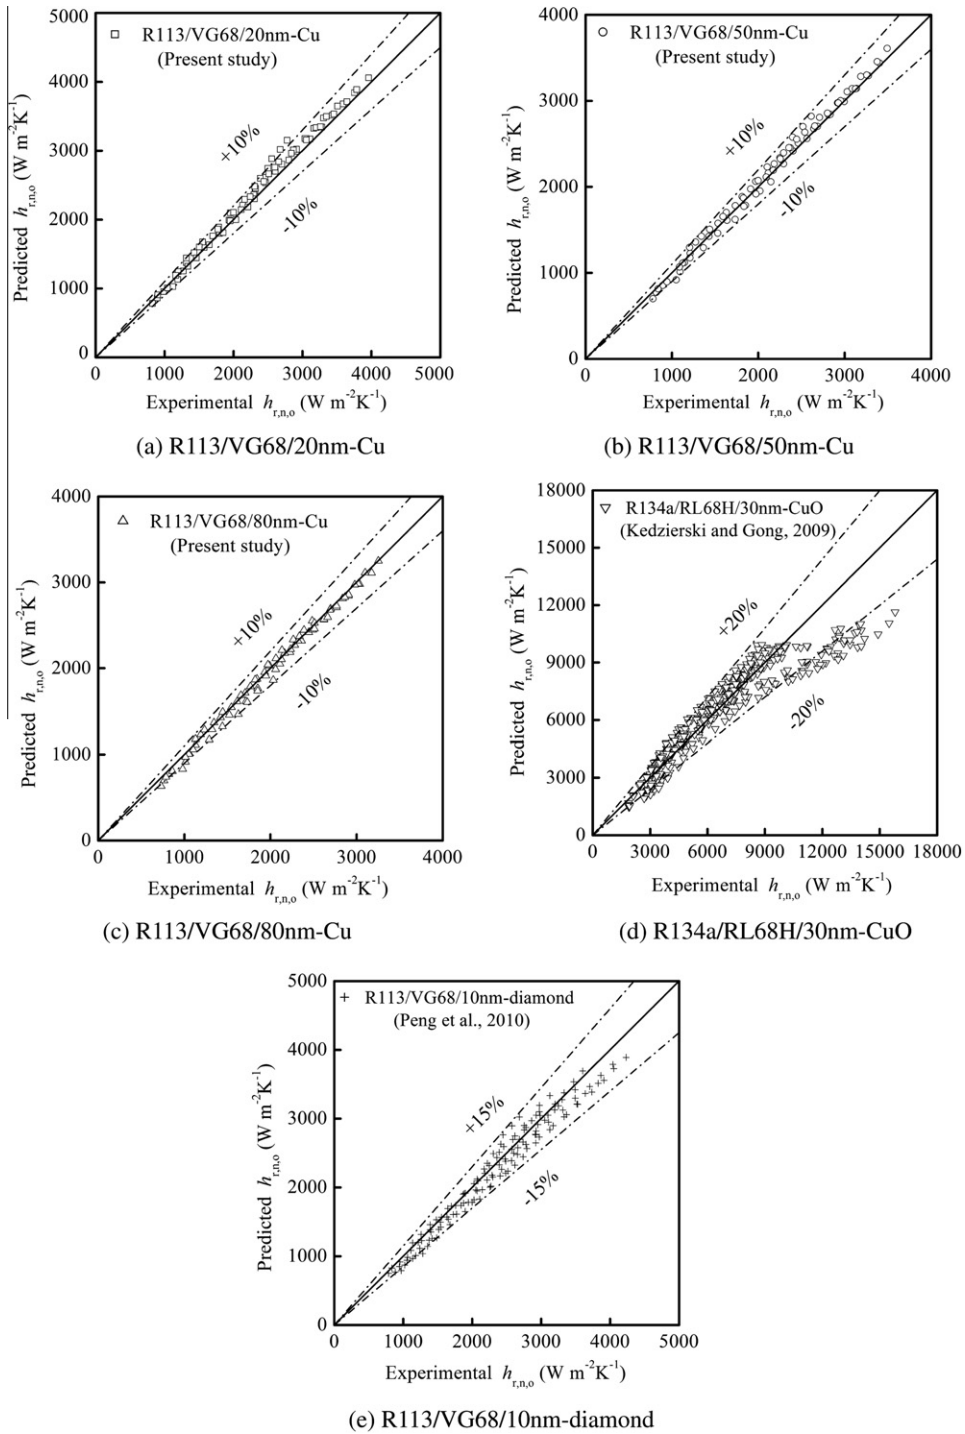 5000
4000
3000
2000
1000
0
0 1000 2000 3000 4000 5000
Predicted h_r,n,o (W m^-2K^-1)
R113/VG68/20nm-Cu
(Present study)
+10%
-10%
Experimental h_r,n,o (W m^-2K^-1)
(a) R113/VG68/20nm-Cu
4000
3000
2000
1000
0
0 1000 2000 3000 4000
Predicted h_r,n,o (W m^-2K^-1)
R113/VG68/50nm-Cu
(Present study)
+10%
-10%
Experimental h_r,n,o (W m^-2K^-1)
(b) R113/VG68/50nm-Cu
4000
3000
2000
1000
0
0 1000 2000 3000 4000
Predicted h_r,n,o (W m^-2K^-1)
R113/VG68/80nm-Cu
(Present study)
+10%
-10%
Experimental h_r,n,o (W m^-2K^-1)
(c) R113/VG68/80nm-Cu
18000
15000
12000
9000
6000
3000
0
0 3000 6000 9000 12000 15000 18000
Predicted h_r,n,o (W m^-2K^-1)
R134a/RL68H/30nm-CuO
(Kedzierski and Gong, 2009)
+20%
-20%
Experimental h_r,n,o (W m^-2K^-1)
(d) R134a/RL68H/30nm-CuO
5000
4000
3000
2000
1000
0
0 1000 2000 3000 4000 5000
Predicted h_r,n,o (W m^-2K^-1)
R113/VG68/10nm-diamond
(Peng et al., 2010)
+15%
-15%
Experimental h_r,n,o (W m^-2K^-1)
(e) R113/VG68/10nm-diamond